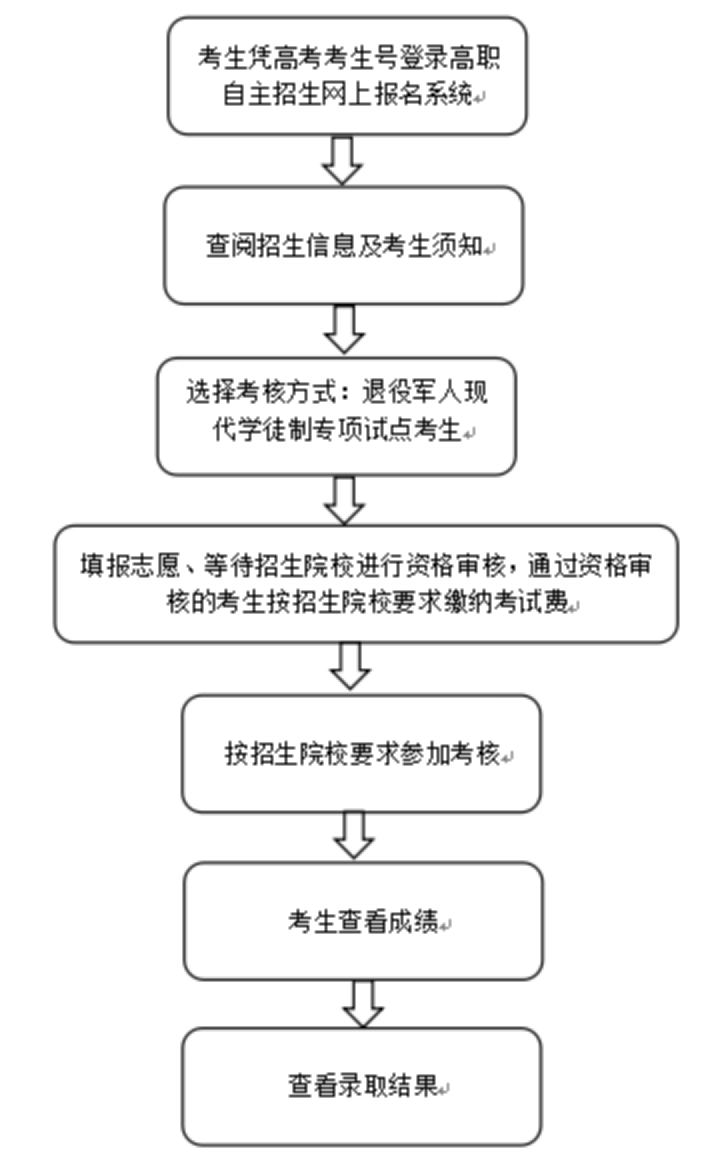 考生凭高考考生号登录高职
自主招生网上报名系统
查阅招生信息及考生须知
选择考核方式：退役军人现
代学徒制专项试点考生
填报志愿、等待招生院校进行资格审核，通过资格审
核的考生按招生院校要求缴纳考试费
按招生院校要求参加考核
考生查看成绩
查看录取结果